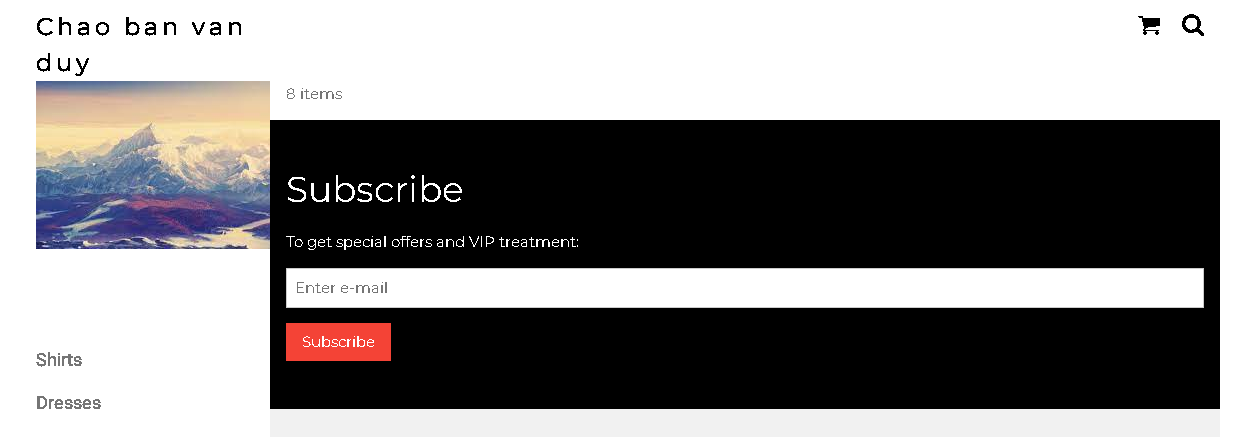 Chao ban van
duy
8 items
Subscribe
To get special offers and VIP treatment:
Enter e-mail
Subscribe
Shirts
Dresses